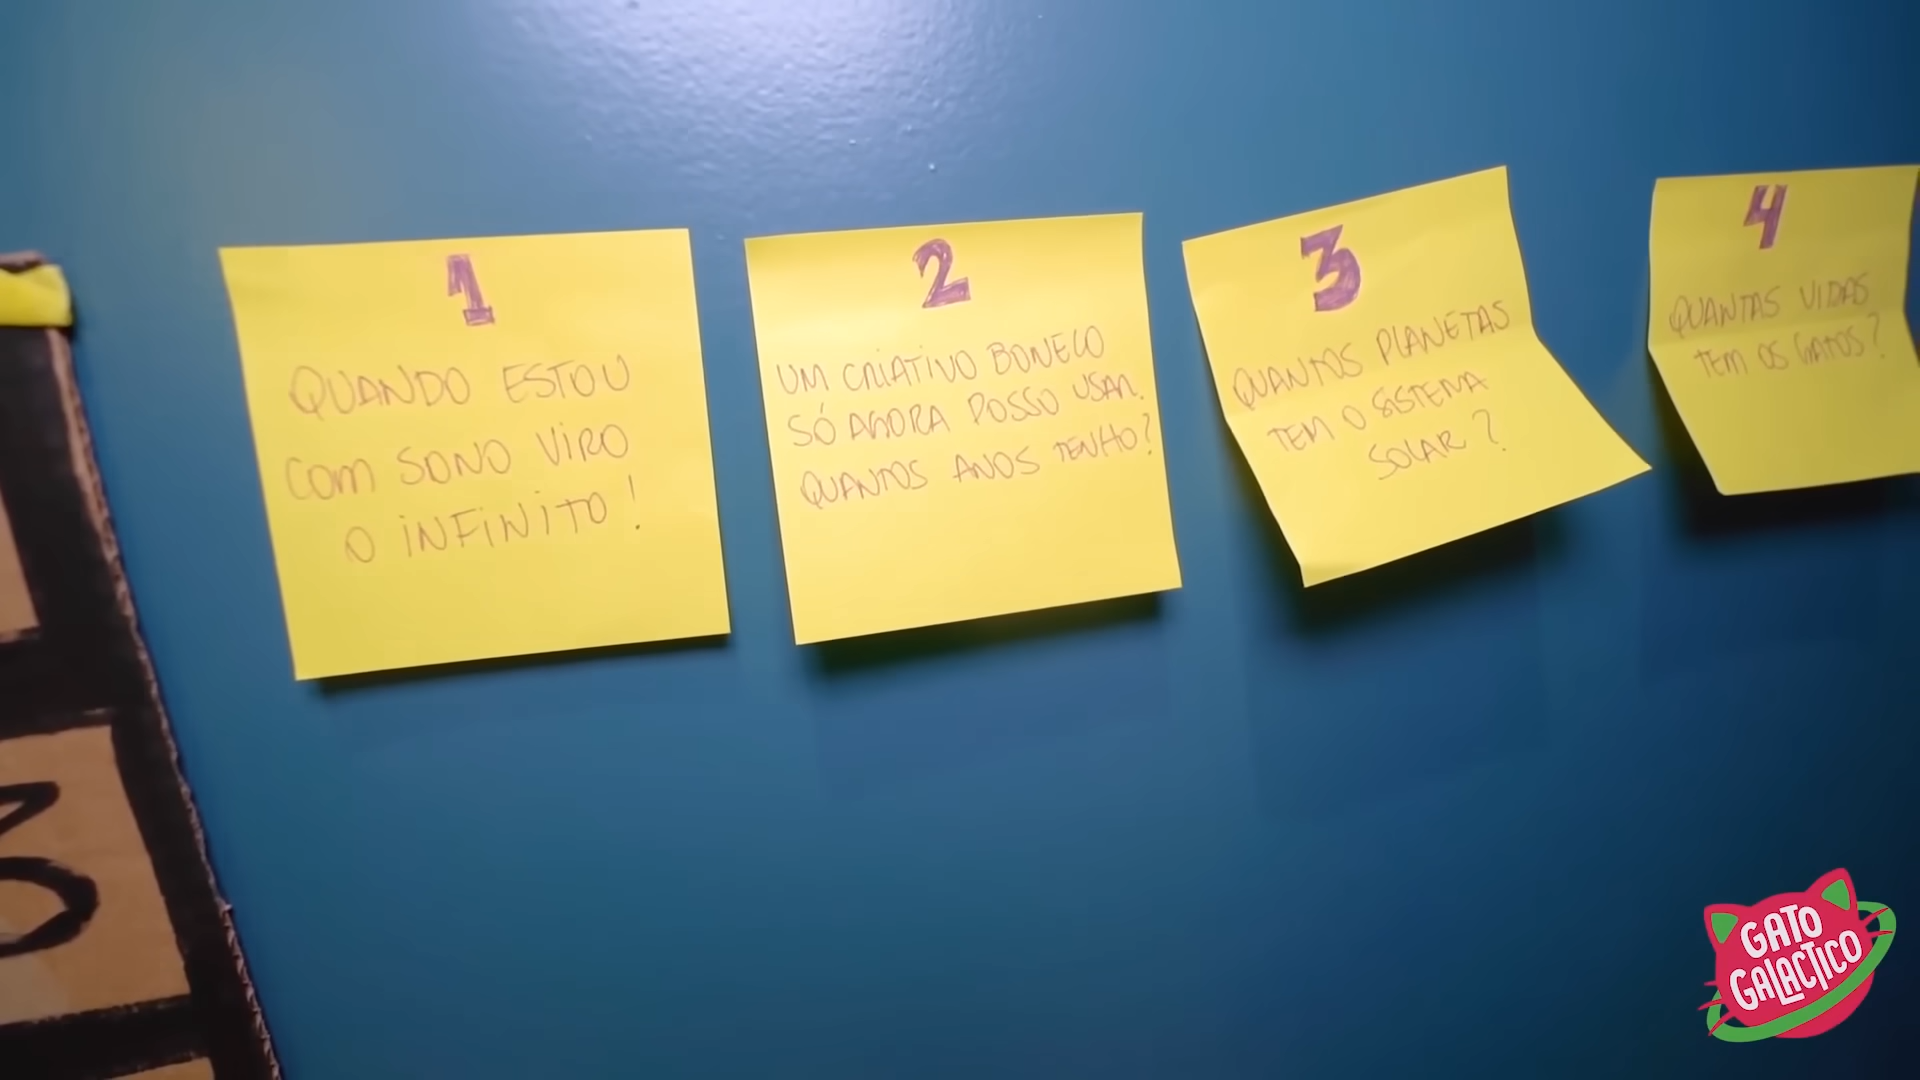 1
QUANDO ESTOU
COM SONO VIRO
O INFINITO!
2
UM CRIATIVO BONECO
SÓ AGORA POSSO USAR.
QUANTOS ANOS TENHO?
3
QUANTOS PLANETAS
TEM O SISTEMA
SOLAR?
4
QUANTAS VIDAS
TEM OS GATOS?
GATO
GALACTICO